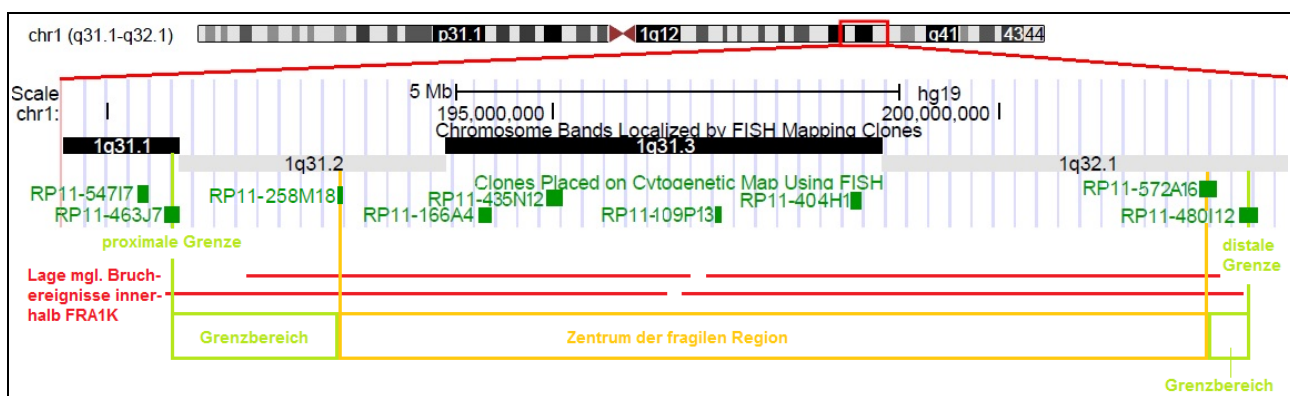 chr1 (q31.1-q32.1) p31.1 1q12 q41 43 44
Scale 5 Mb hg19
chr1: 195,000,000 200,000,000
Chromosome Bands Localized by FISH Mapping Clones
1q31.1 1q31.3
1q31.2 1q32.1
Clones Placed on Cytogenetic Map Using FISH
RP11-547I7 RP11-258M18 RP11-435N12 RP11-404H1 RP11-572A16
RP11-463J7 RP11-166A4 RP11-109P13 RP11-480I12
proximale Grenze distale
Grenze
Lage mgl. Bruch-
ereignisse inner-
halb FRA1K
Grenzbereich Zentrum der fragilen Region
Grenzbereich